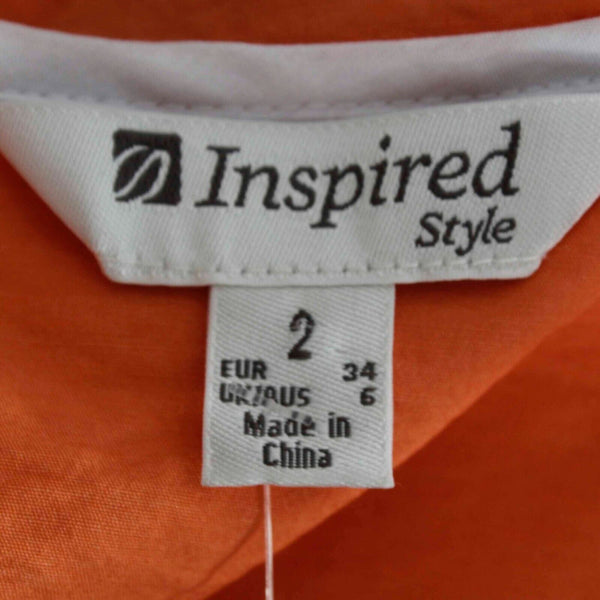 Inspired
Style
2
EUR 34
UK/AUS 6
Made in
China